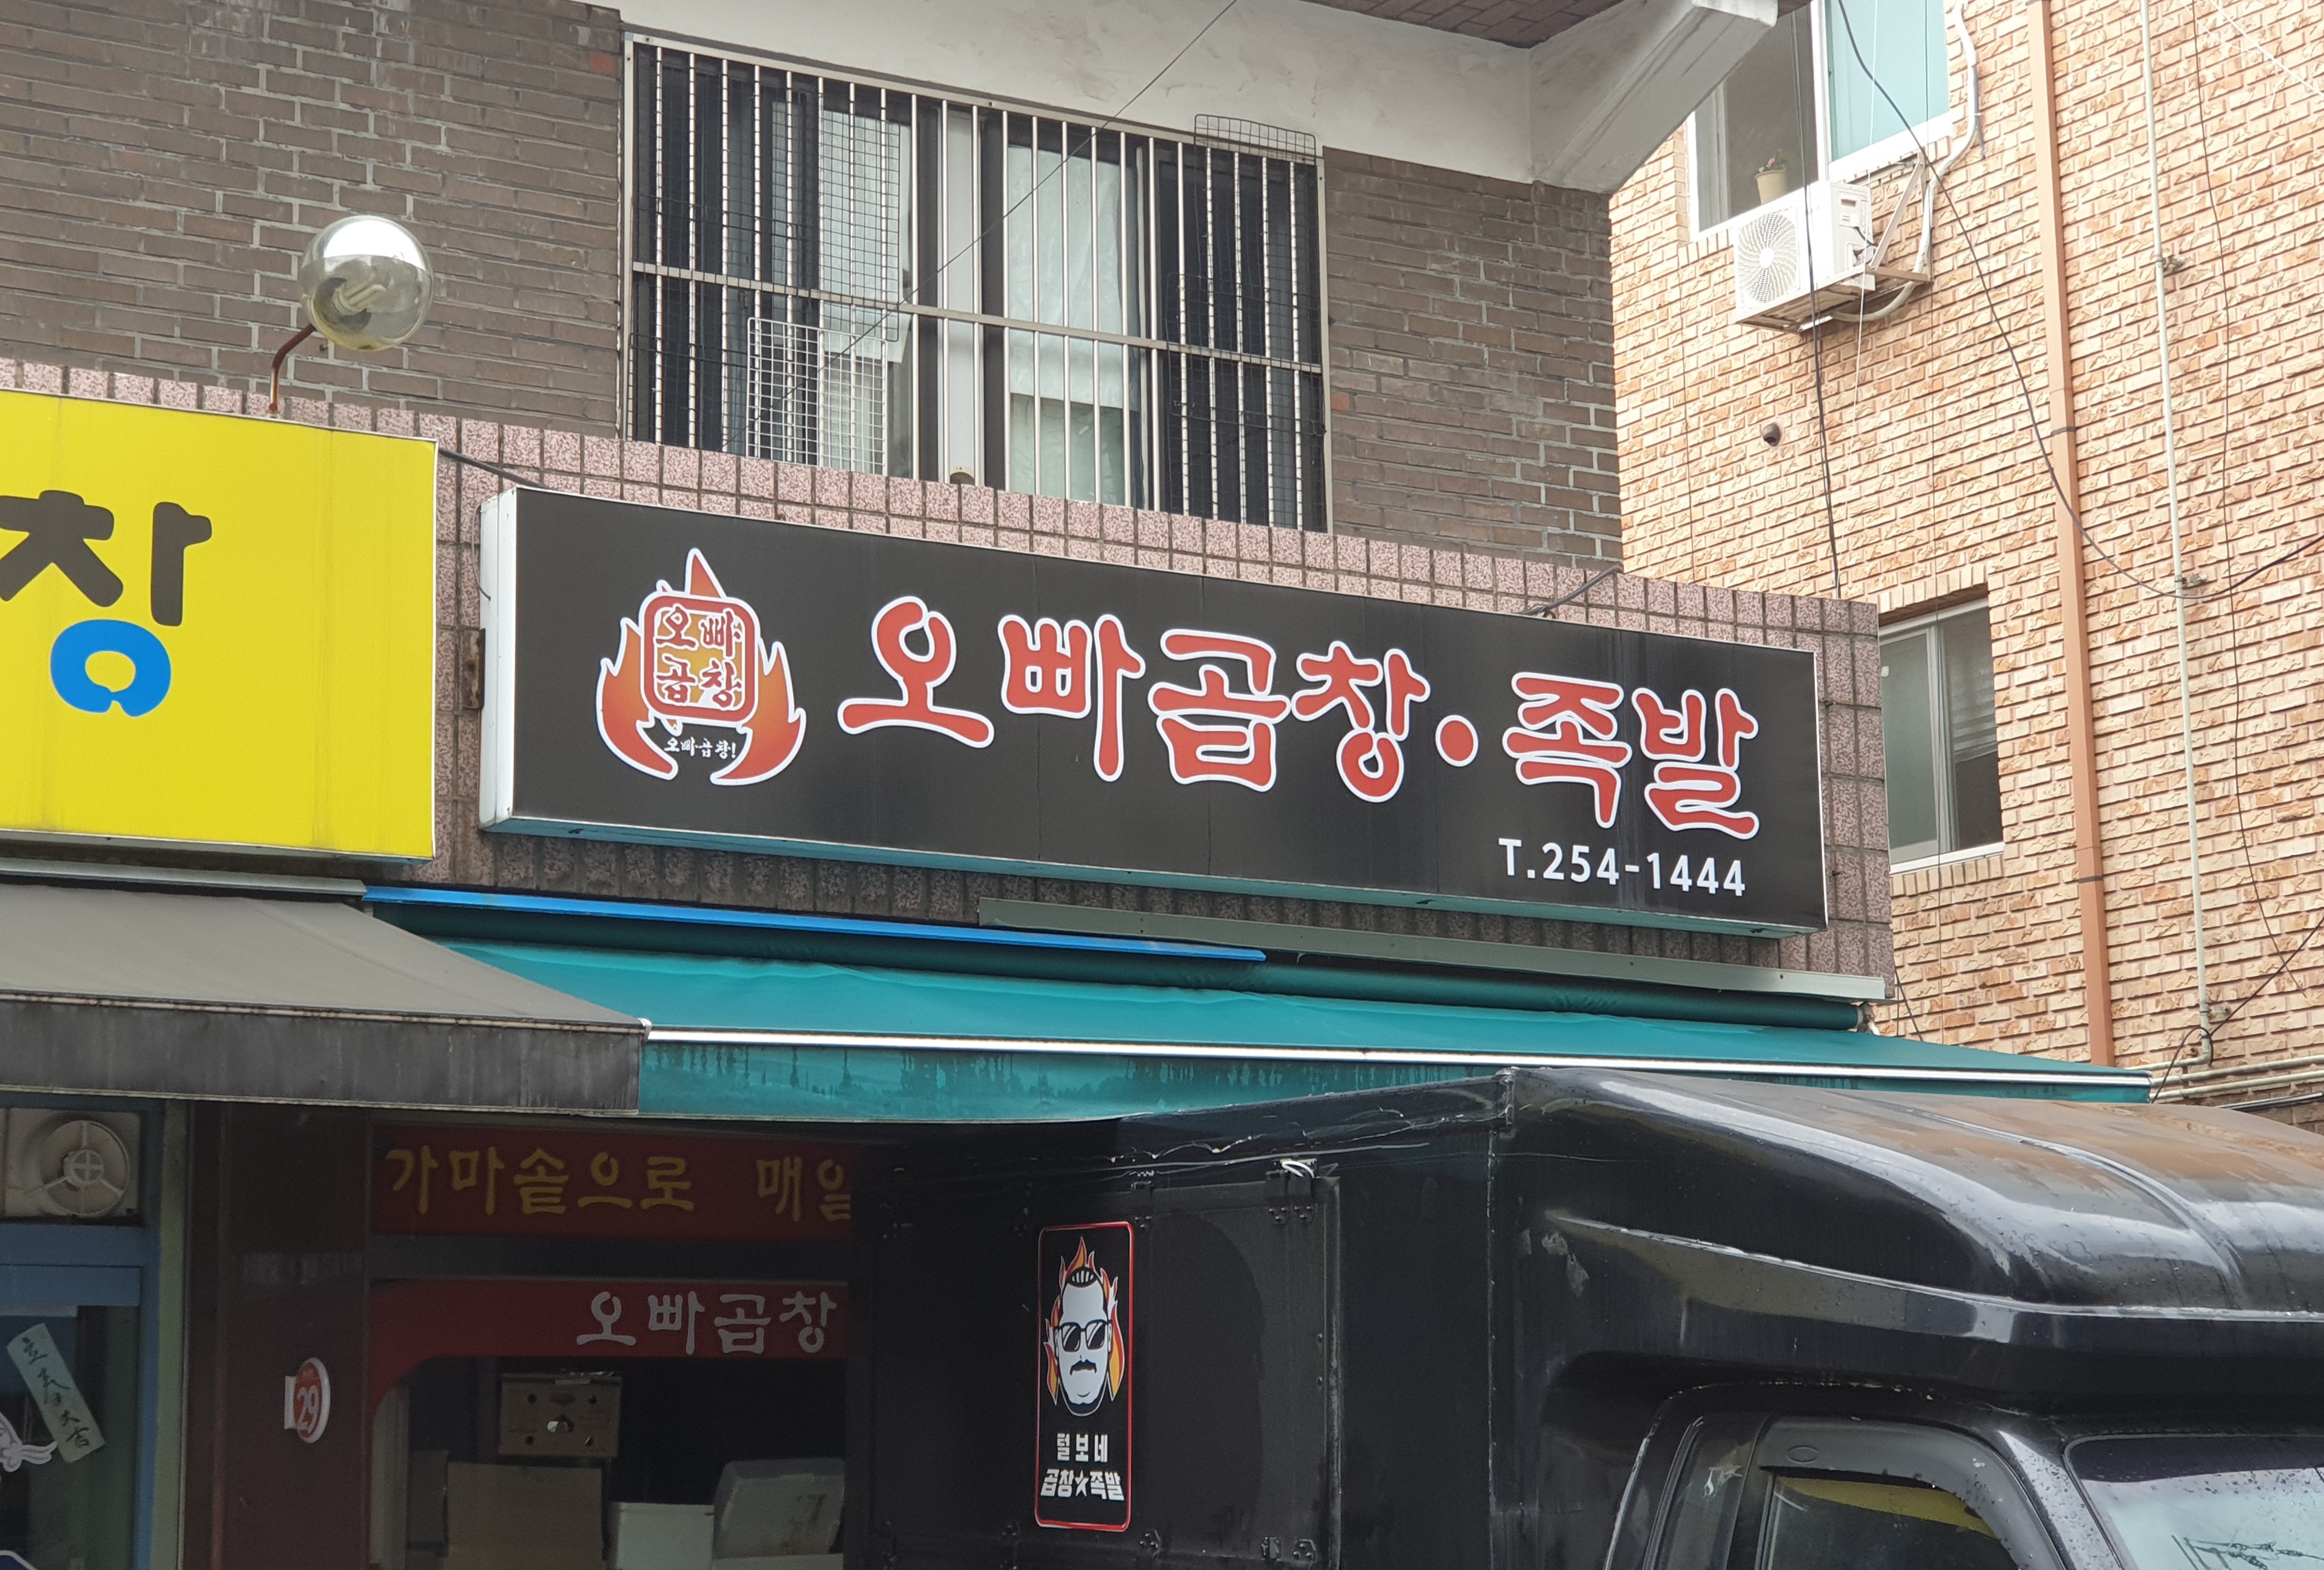 오빠
곱창
오빠곱창!
오빠곱창·족발
T.254-1444
가마솥으로 매일
오빠곱창
29
털보네
곱창★족발